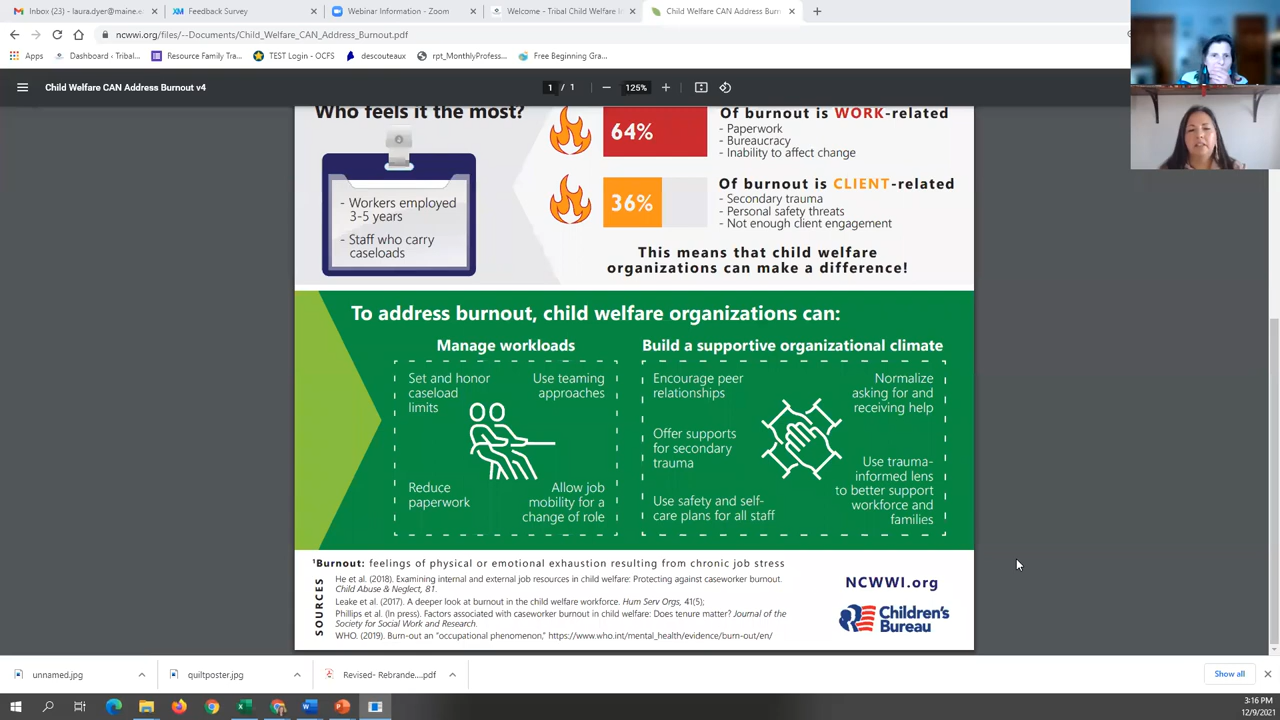 Inbox (23) - laura.dyer@maine.e
Feedback Survey
Webinar Information - Zoom
Welcome - Tribal Child Welfare I
Child Welfare CAN Address Burn
ncwwi.org/files/--Documents/Child_Welfare_CAN_Address_Burnout.pdf
Apps
Dashboard ‹ Tribal...
Resource Family Tra...
TEST Login - OCFS
descouteaux
rpt_MonthlyProfess...
Free Beginning Gra...
Child Welfare CAN Address Burnout v4
1 / 1
125%
Who feels it the most?
- Workers employed
3-5 years
- Staff who carry
caseloads
64%
Of burnout is WORK-related
- Paperwork
- Bureaucracy
- Inability to affect change
36%
Of burnout is CLIENT-related
- Secondary trauma
- Personal safety threats
- Not enough client engagement
This means that child welfare
organizations can make a difference!
To address burnout, child welfare organizations can:
Manage workloads
Set and honor
caseload
limits
Use teaming
approaches
Reduce
paperwork
Allow job
mobility for a
change of role
Build a supportive organizational climate
Encourage peer
relationships
Normalize
asking for and
receiving help
Offer supports
for secondary
trauma
Use trauma-
informed lens
to better support
workforce and
families
Use safety and self-
care plans for all staff
¹Burnout: feelings of physical or emotional exhaustion resulting from chronic job stress
SOURCES
He et al. (2018). Examining internal and external job resources in child welfare: Protecting against caseworker burnout.
Child Abuse & Neglect, 81.
Leake et al. (2017). A deeper look at burnout in the child welfare workforce. Hum Serv Orgs, 41(5);
Phillips et al. (In press). Factors associated with caseworker burnout in child welfare: Does tenure matter? Journal of the
Society for Social Work and Research.
WHO. (2019). Burn-out an "occupational phenomenon," https://www.who.int/mental_health/evidence/burn-out/en/
NCWWI.org
Children's
Bureau
unnamed.jpg
quiltposter.jpg
Revised- Rebrande....pdf
Show all
3:16 PM
12/9/2021